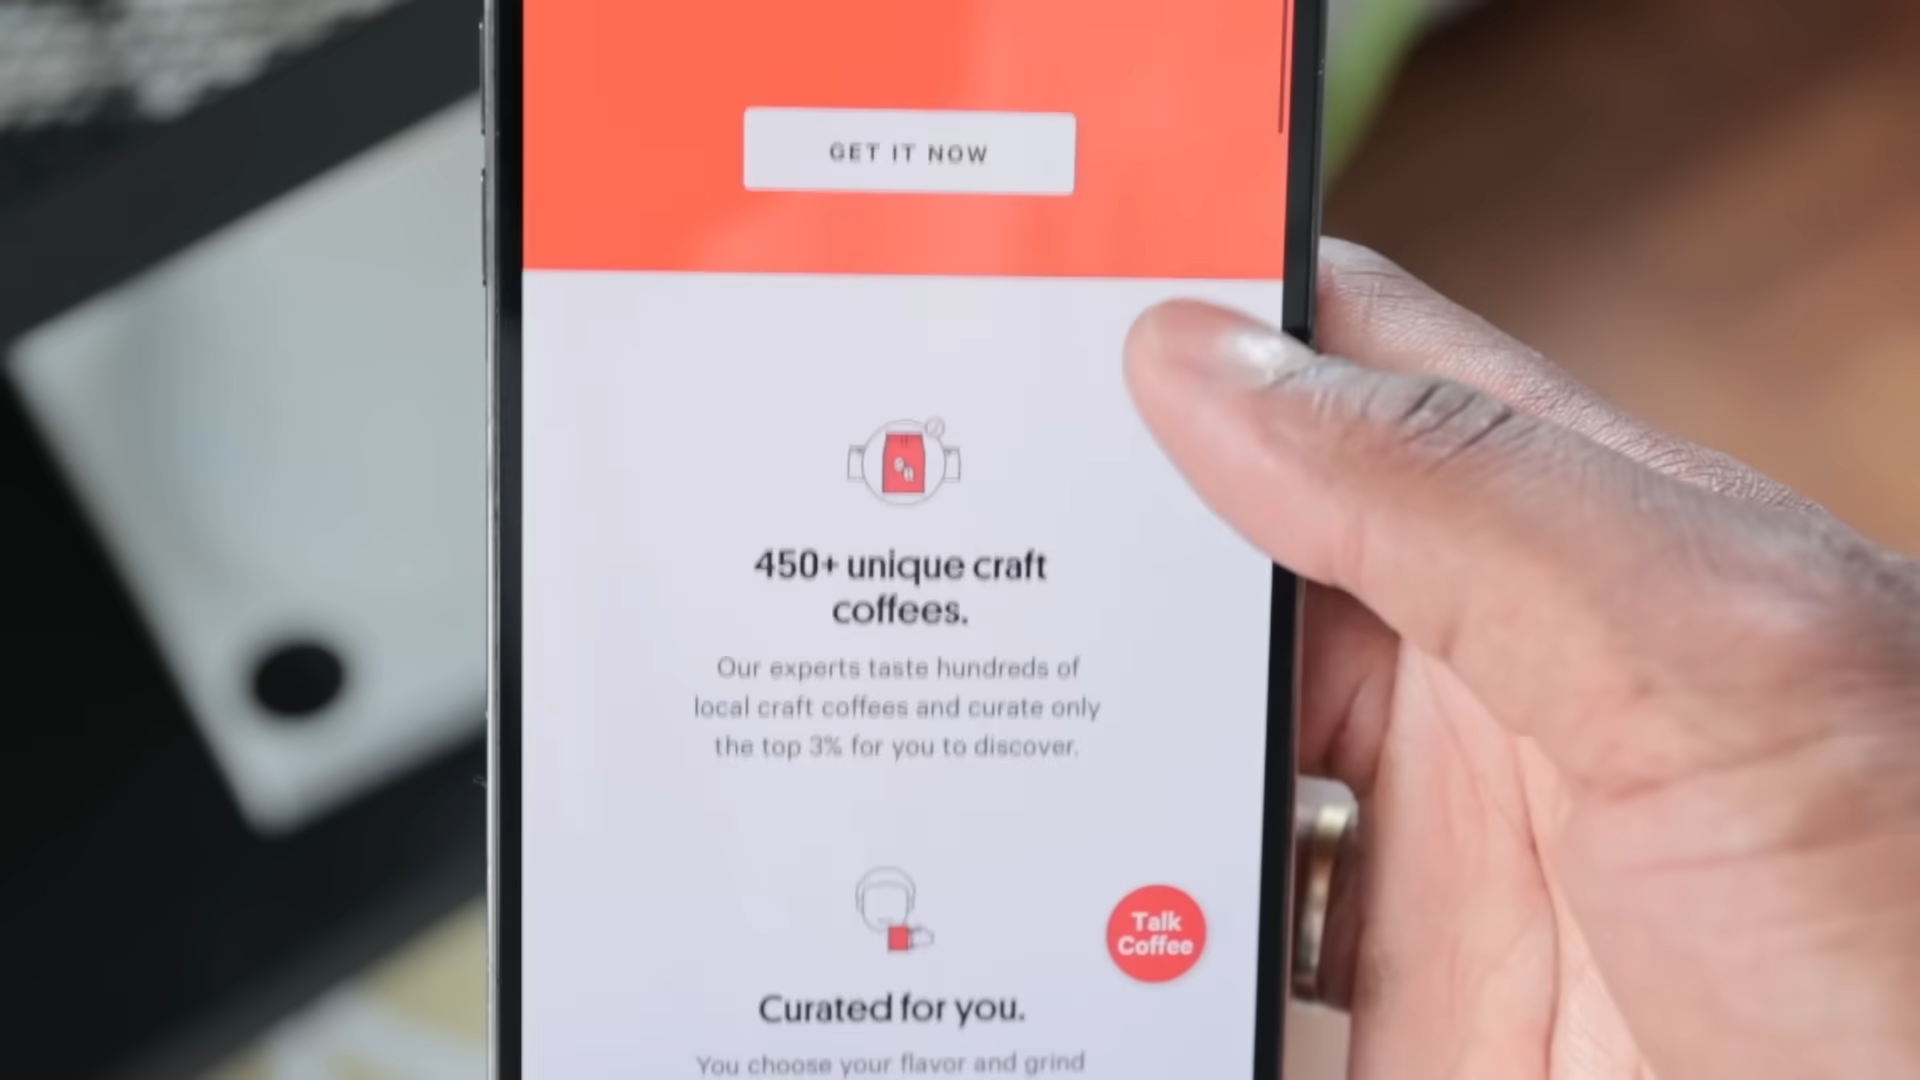 GET IT NOW
450+ unique craft
coffees.
Our experts taste hundreds of
local craft coffees and curate only
the top 3% for you to discover.
Talk
Coffee
Curated for you.
You choose your flavor and grind